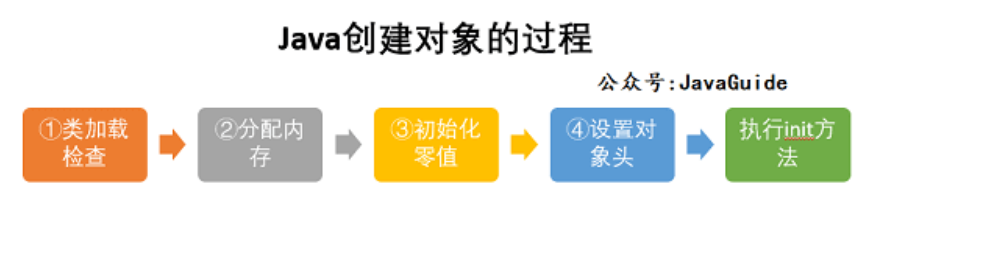 Java创建对象的过程
公众号:JavaGuide
①类加载
检查
②分配内
存
③初始化
零值
④设置对
象头
执行init方
法